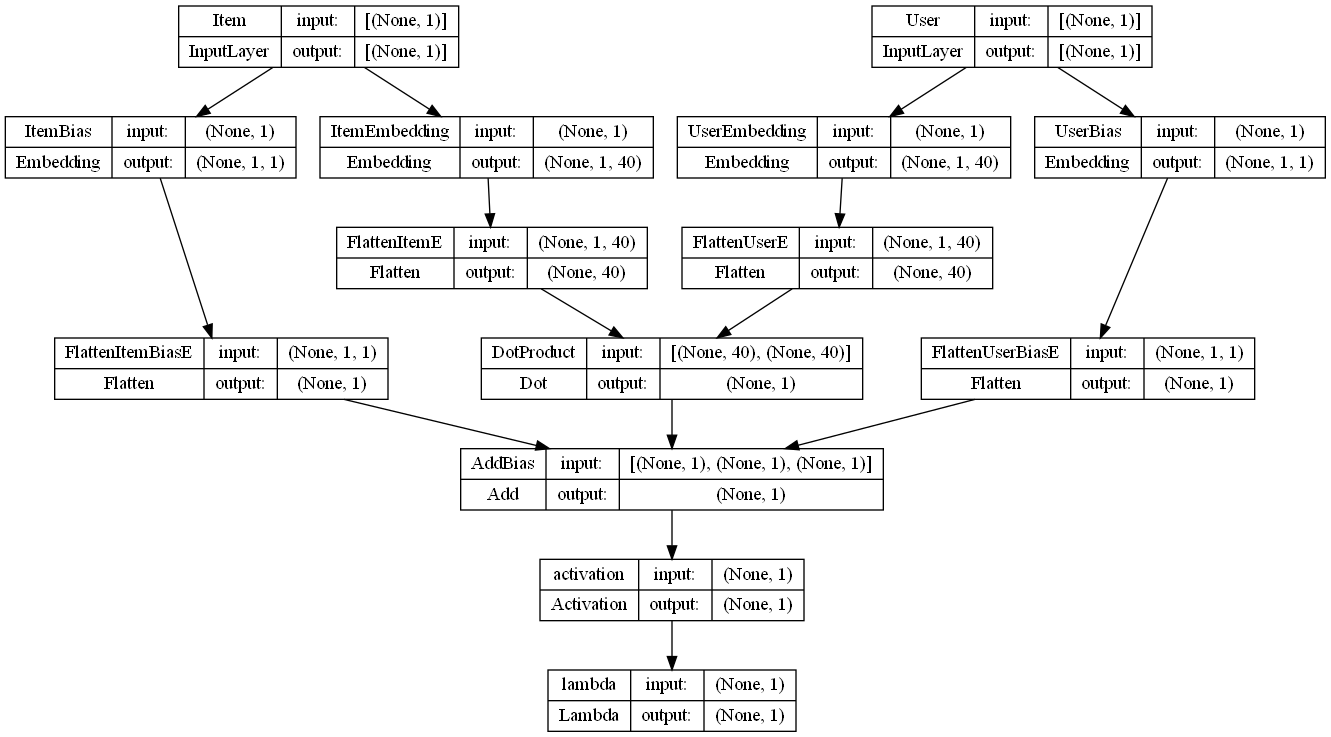 Item input: [(None, 1)]
InputLayer output: [(None, 1)]
User input: [(None, 1)]
InputLayer output: [(None, 1)]
ItemBias input: (None, 1)
Embedding output: (None, 1, 1)
ItemEmbedding input: (None, 1)
Embedding output: (None, 1, 40)
UserEmbedding input: (None, 1)
Embedding output: (None, 1, 40)
UserBias input: (None, 1)
Embedding output: (None, 1, 1)
FlattenItemE input: (None, 1, 40)
Flatten output: (None, 40)
FlattenUserE input: (None, 1, 40)
Flatten output: (None, 40)
FlattenItemBiasE input: (None, 1, 1)
Flatten output: (None, 1)
DotProduct input: [(None, 40), (None, 40)]
Dot output: (None, 1)
FlattenUserBiasE input: (None, 1, 1)
Flatten output: (None, 1)
AddBias input: [(None, 1), (None, 1), (None, 1)]
Add output: (None, 1)
activation input: (None, 1)
Activation output: (None, 1)
lambda input: (None, 1)
Lambda output: (None, 1)